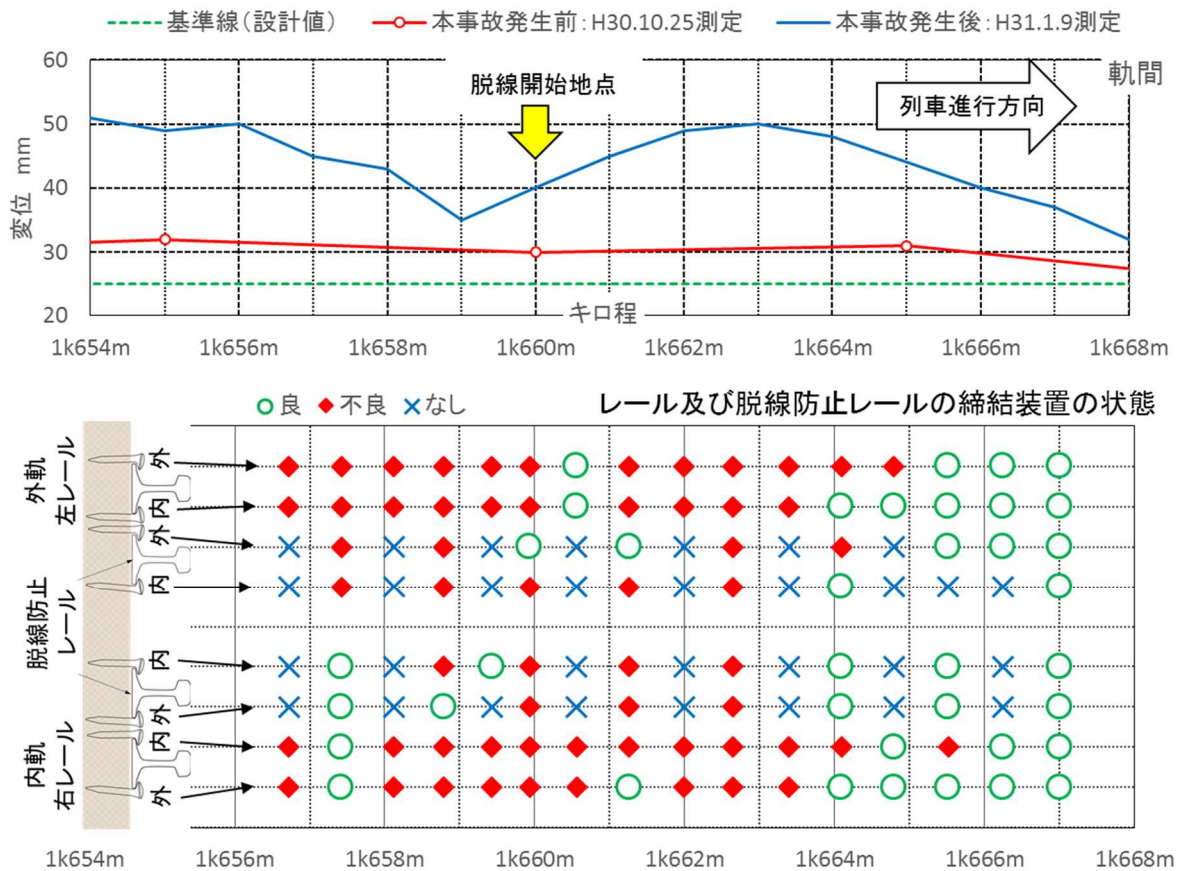 基準線(設計値)
本事故発生前:H30.10.25測定
本事故発生後:H31.1.9測定
60
50
40
30
20
変位 mm
脱線開始地点
列車進行方向
軌間
キロ程
1k654m 1k656m 1k658m 1k660m 1k662m 1k664m 1k666m 1k668m
良 不良 なし
レール及び脱線防止レールの締結装置の状態
外軌
左レール
外
内
外
内
脱線防止
レール
内
外
内
外
内軌
右レール
1k654m 1k656m 1k658m 1k660m 1k662m 1k664m 1k666m 1k668m